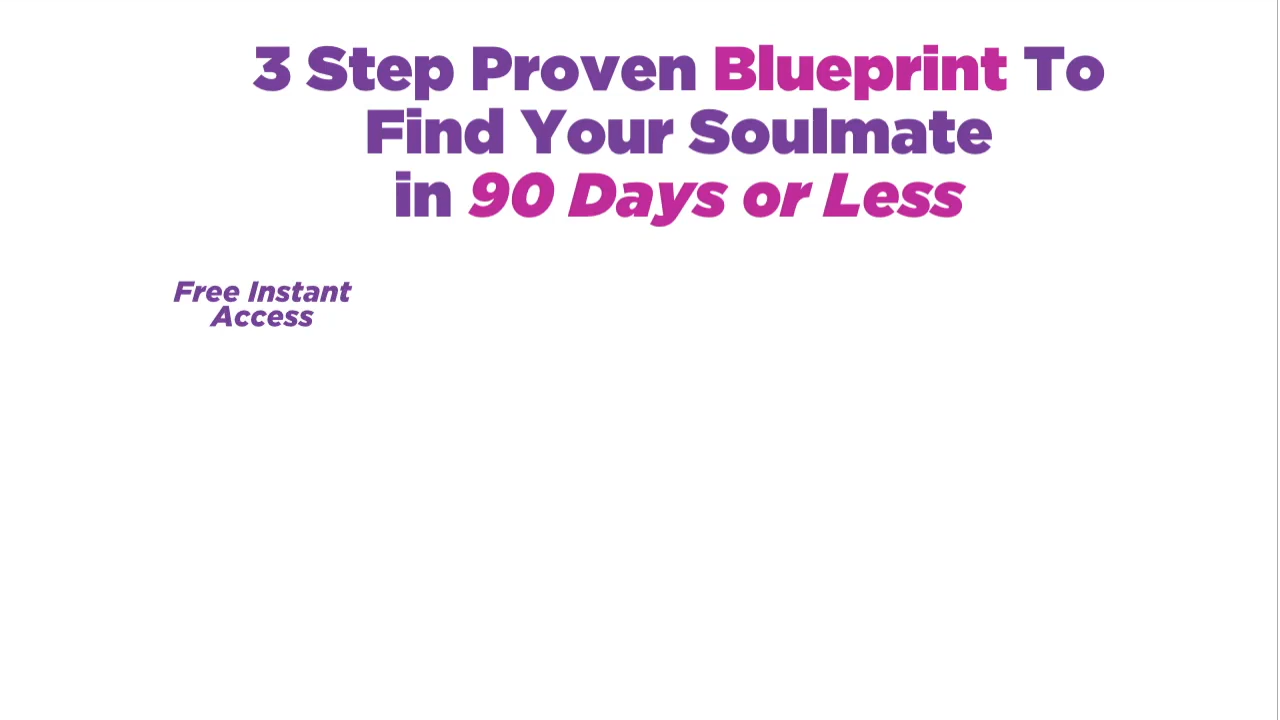 3 Step Proven Blueprint To
Find Your Soulmate
in 90 Days or Less
Free Instant
Access